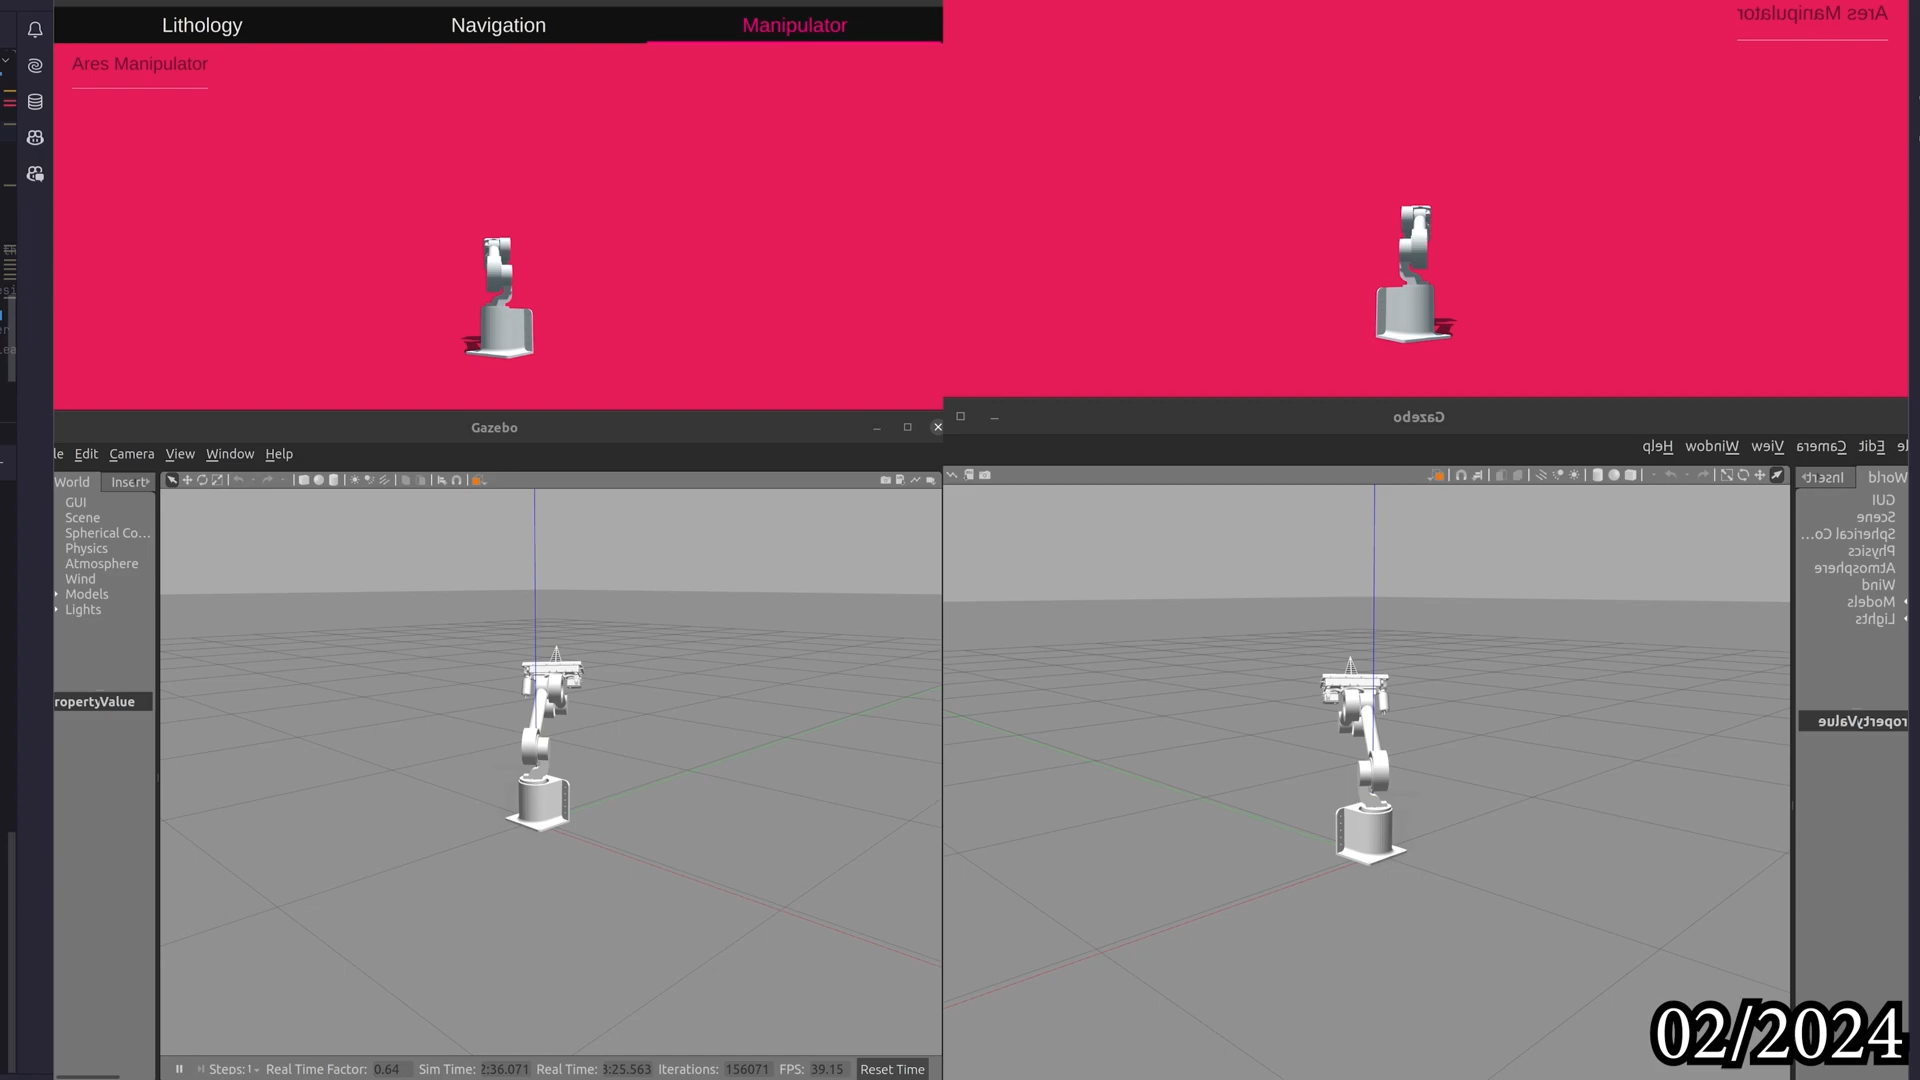 Lithology Navigation Manipulator
Ares Manipulator
Ares Manipulator
Gazebo
Edit Camera View Window Help
World Insert
GUI
Scene
Spherical Co...
Physics
Atmosphere
Wind
Models
Lights
ropertyValue
Steps: 1 Real Time Factor: 0.64 Sim Time: 2:36.071 Real Time: 3:25.563 Iterations: 156071 FPS: 39.15 Reset Time
Gazebo
Edit Camera View Window Help
World Insert
GUI
Scene
Spherical Co...
Physics
Atmosphere
Wind
Models
Lights
ropertyValue
02/2024